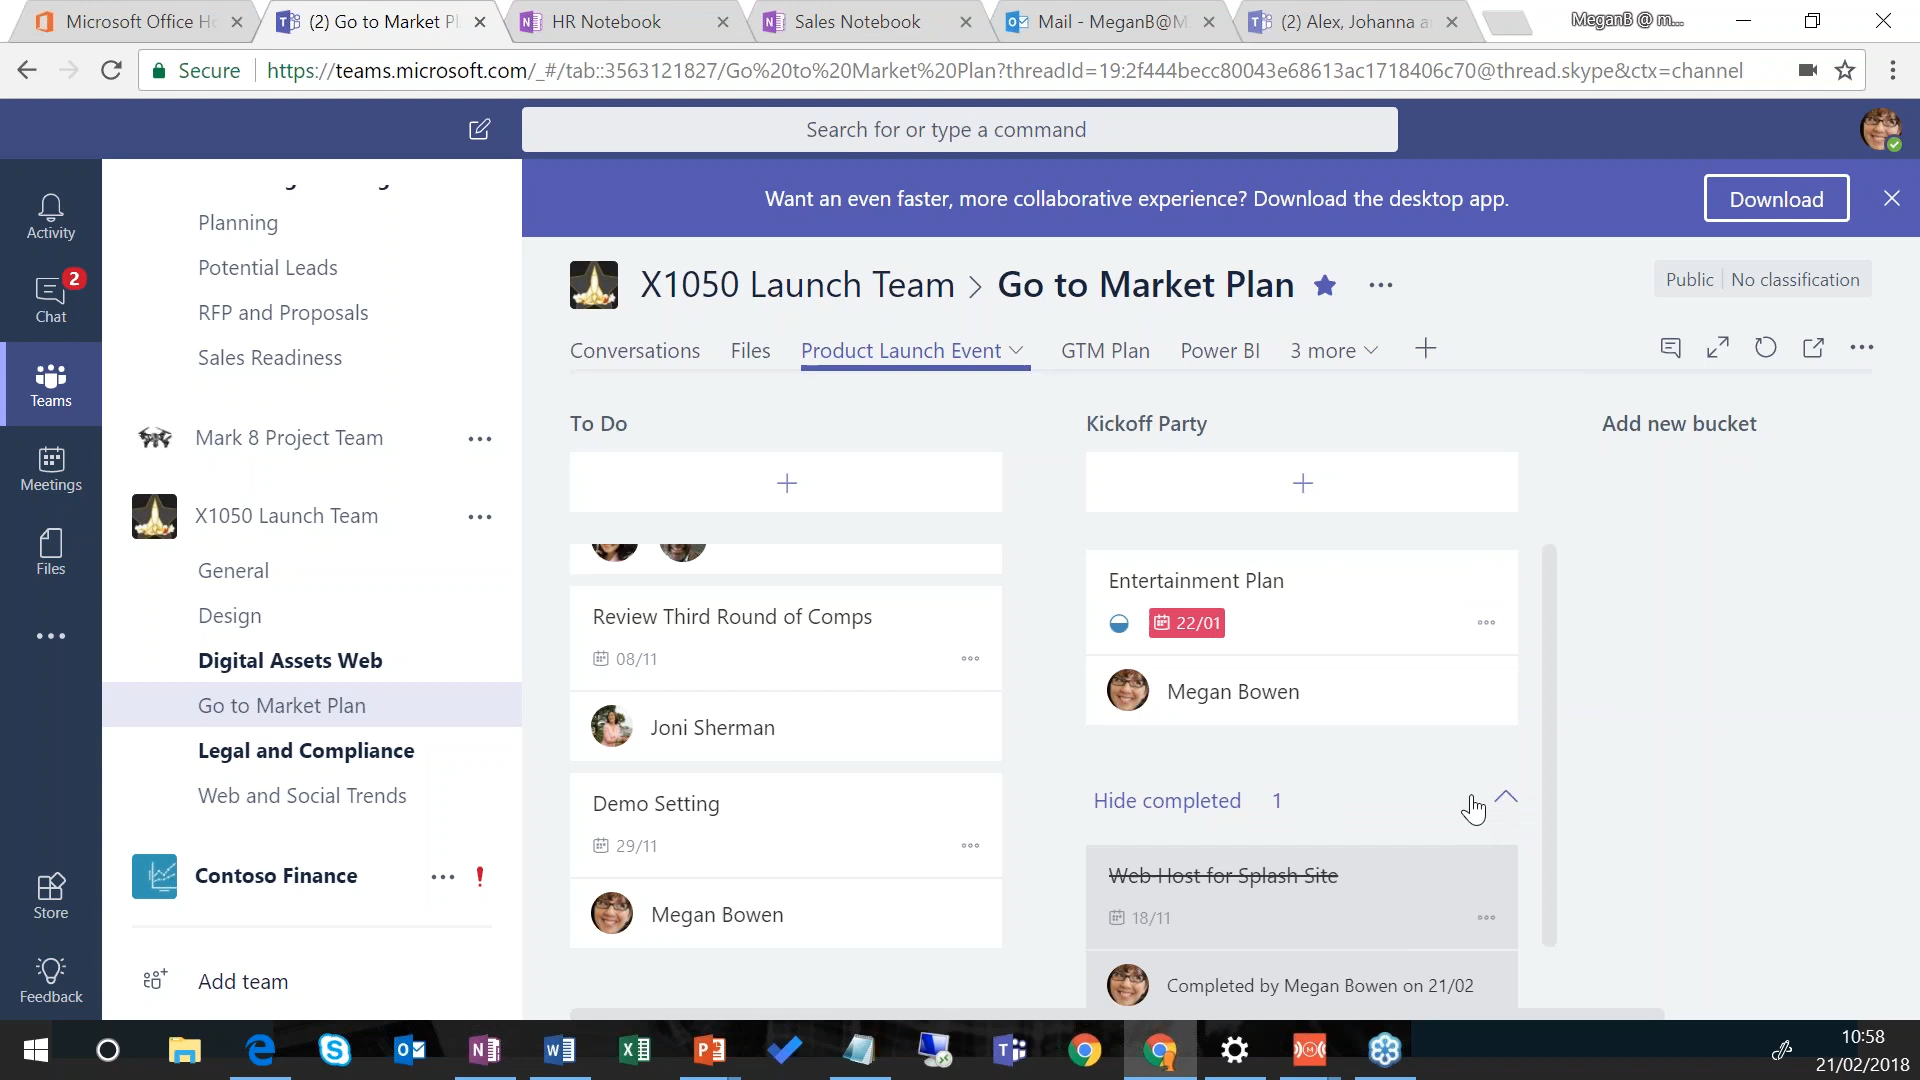 Microsoft Office Ho
(2) Go to Market Pl
HR Notebook
Sales Notebook
Mail - MeganB@M
(2) Alex, Johanna a
MeganB @ m...
Secure
https://teams.microsoft.com/_#/tab::3563121827/Go%20to%20Market%20Plan?threadId=19:2f444becc80043e68613ac1718406c70@thread.skype&ctx=channel
Search for or type a command
Want an even faster, more collaborative experience? Download the desktop app.
Download
Activity
2
Chat
Teams
Meetings
Files
Store
Feedback
Planning
Potential Leads
RFP and Proposals
Sales Readiness
Mark 8 Project Team
X1050 Launch Team
General
Design
Digital Assets Web
Go to Market Plan
Legal and Compliance
Web and Social Trends
Contoso Finance
Add team
X1050 Launch Team > Go to Market Plan
Public
No classification
Conversations
Files
Product Launch Event
GTM Plan
Power BI
3 more
To Do
Review Third Round of Comps
08/11
Joni Sherman
Demo Setting
29/11
Megan Bowen
Kickoff Party
Entertainment Plan
22/01
Megan Bowen
Hide completed 1
Web Host for Splash Site
18/11
Completed by Megan Bowen on 21/02
Add new bucket
10:58
21/02/2018